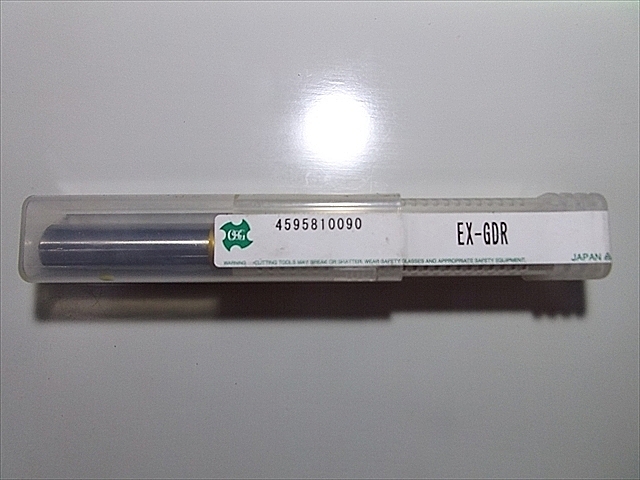 OSG
4595810090
EX-GDR
WARNING : CUTTING TOOLS MAY BREAK OR SHATTER. WEAR SAFETY GLASSES AND APPROPRIATE SAFETY EQUIPMENT.
JAPAN